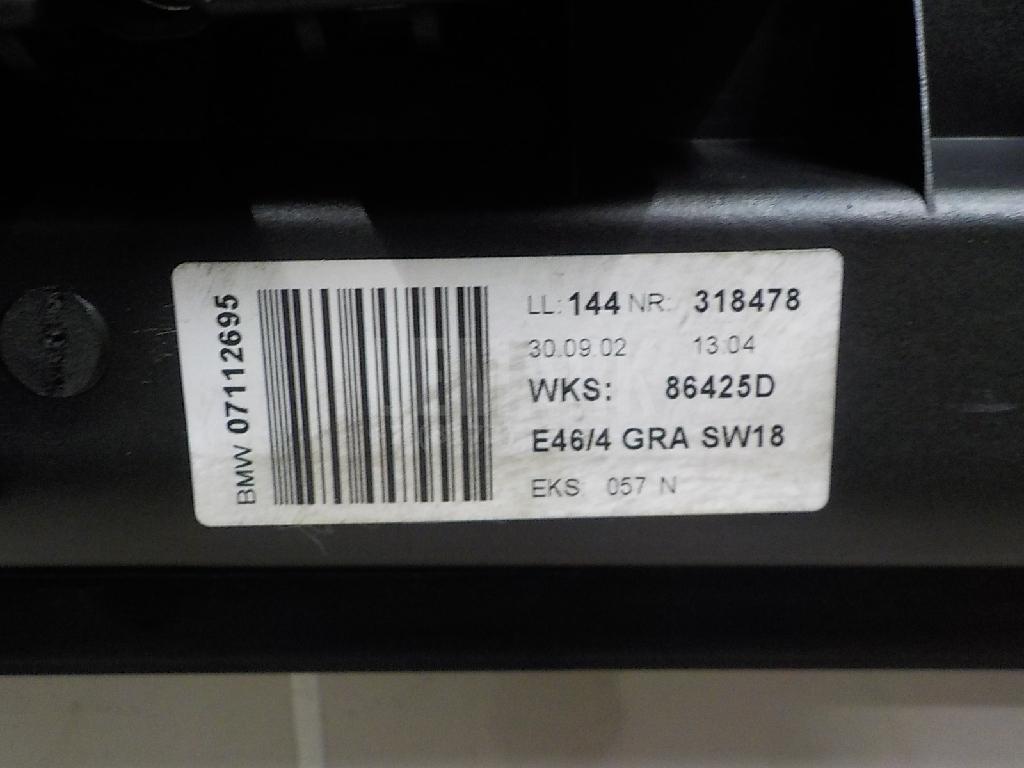 BMW 07112695
LL: 144 NR: 318478
30.09.02 13:04
WKS: 86425D
E46/4 GRA SW18
EKS 057 N